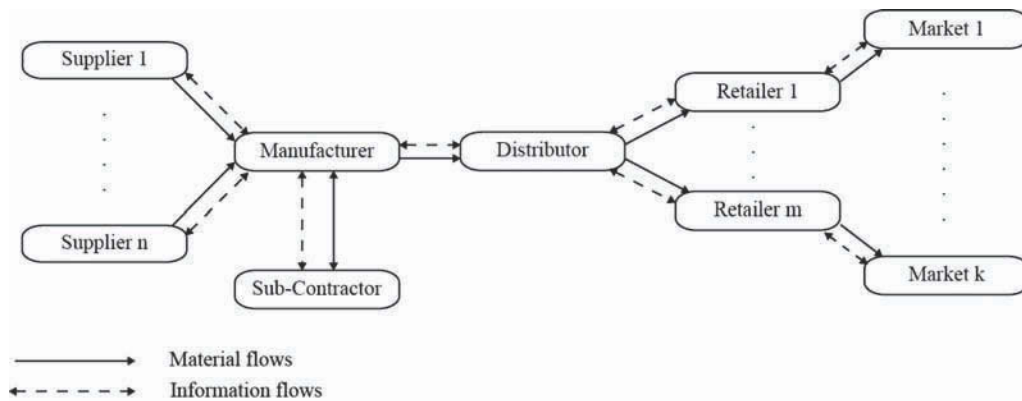 Market 1
Supplier 1
Retailer 1
Manufacturer
Distributor
Retailer m
Supplier n
Market k
Sub-Contractor
Material flows
Information flows